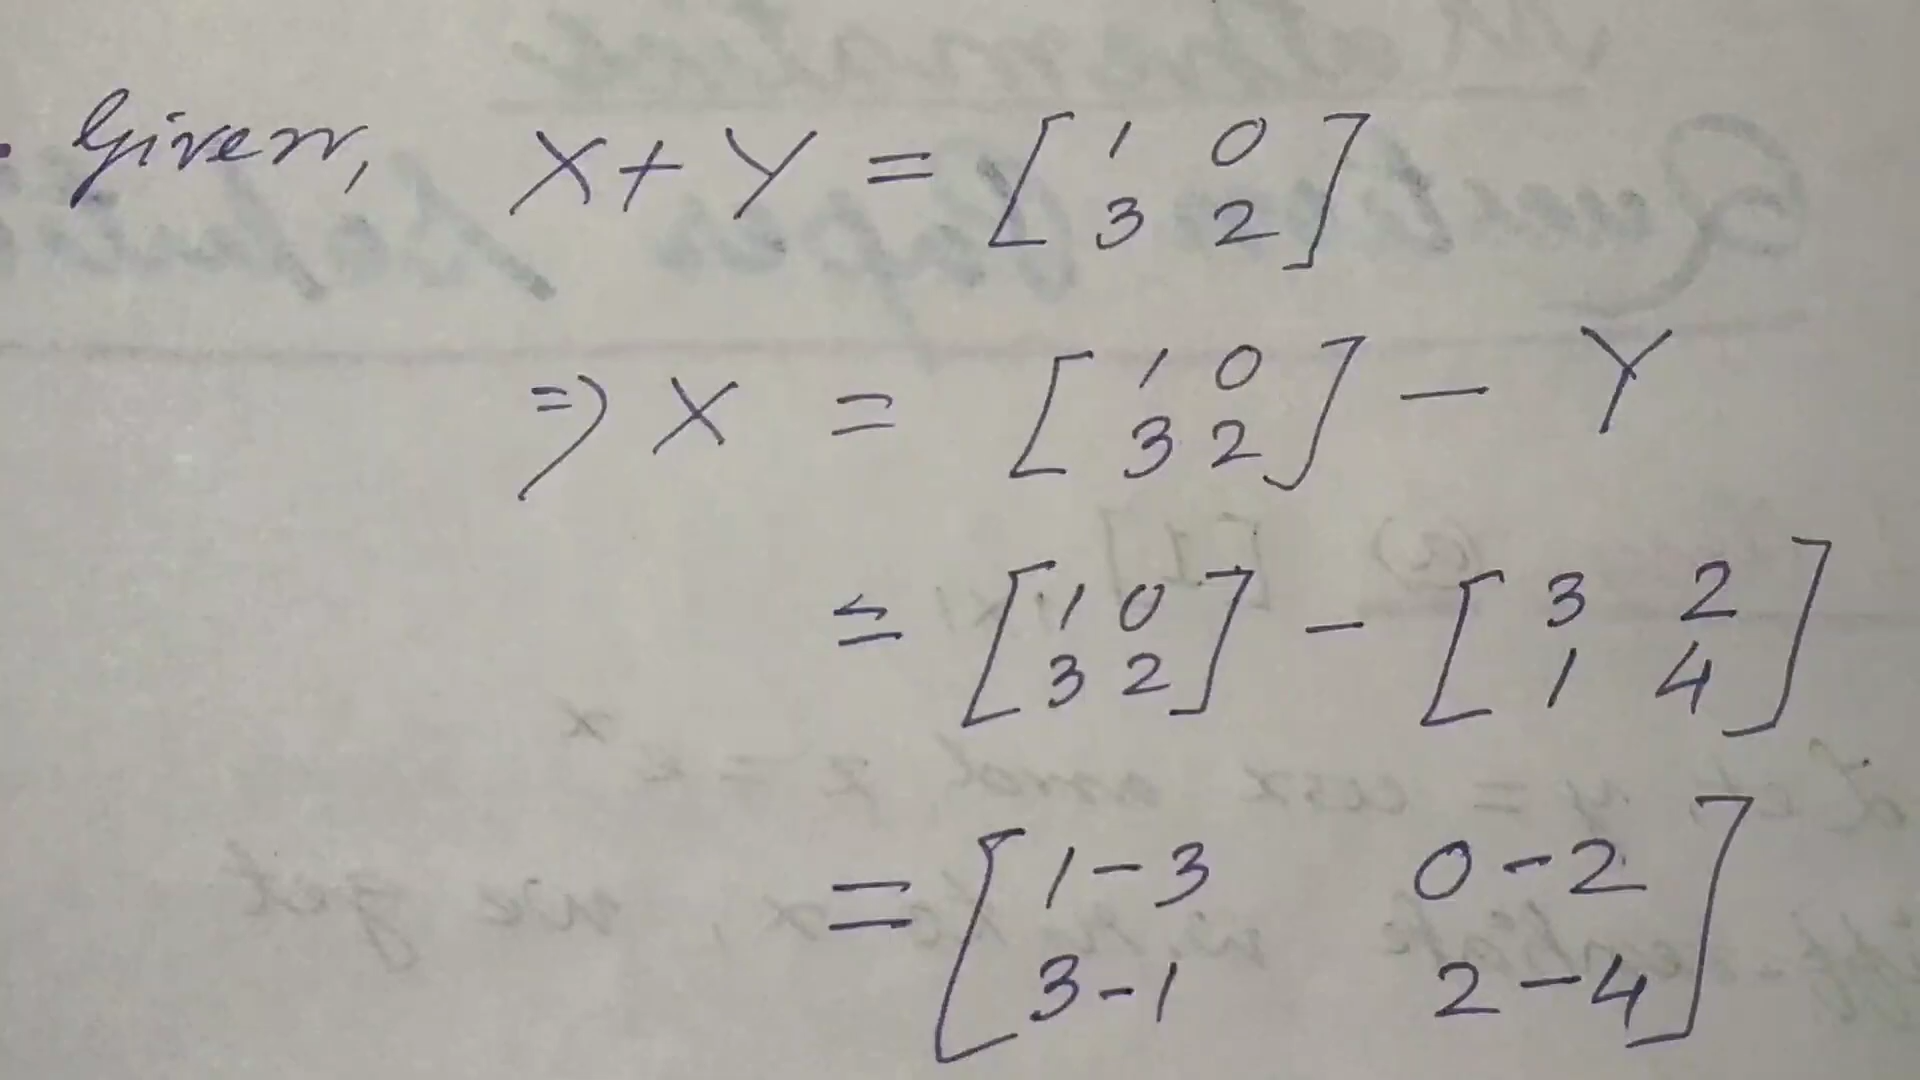 Given, X + Y = [ 1 0
3 2 ]
⇒ X = [ 1 0
3 2 ] - Y
= [ 1 0
3 2 ] - [ 3 2
1 4 ]
= [ 1 - 3 0 - 2
3 - 1 2 - 4 ]